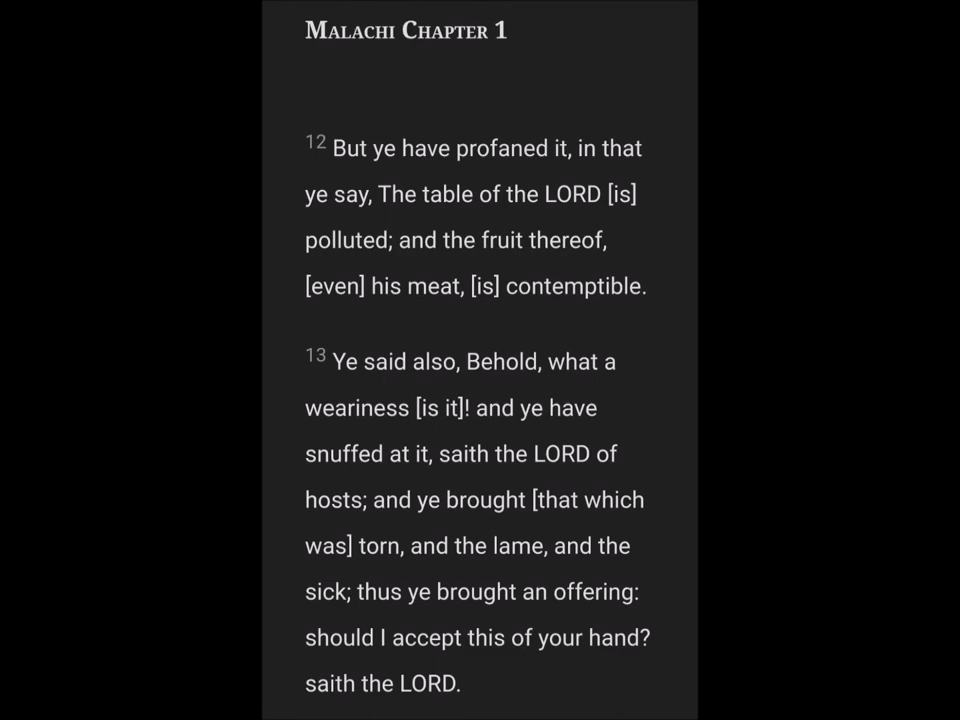 Malachi Chapter 1
12 But ye have profaned it, in that
ye say, The table of the LORD [is]
polluted; and the fruit thereof,
[even] his meat, [is] contemptible.
13 Ye said also, Behold, what a
weariness [is it]! and ye have
snuffed at it, saith the LORD of
hosts; and ye brought [that which
was] torn, and the lame, and the
sick; thus ye brought an offering:
should I accept this of your hand?
saith the LORD.